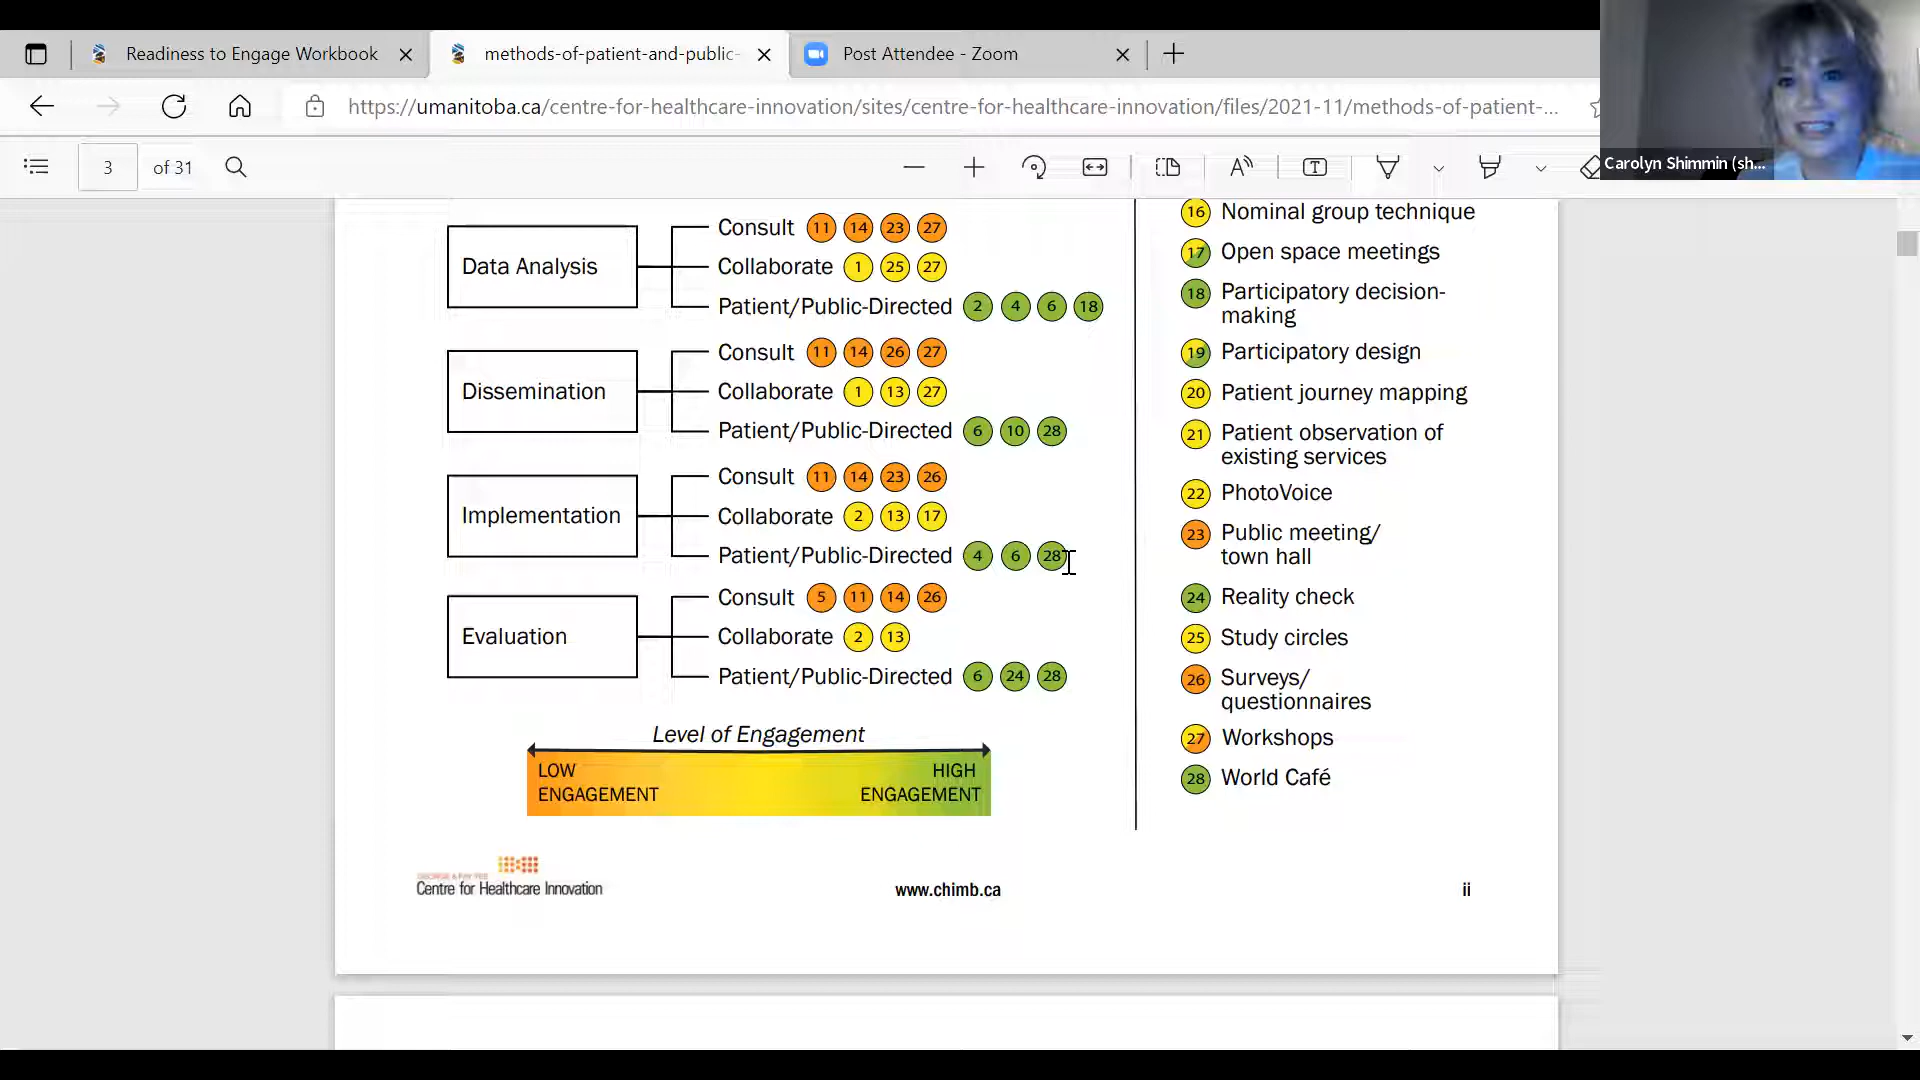 Readiness to Engage Workbook
methods-of-patient-and-public-
Post Attendee - Zoom
https://umanitoba.ca/centre-for-healthcare-innovation/sites/centre-for-healthcare-innovation/files/2021-11/methods-of-patient-...
3 of 31
Carolyn Shimmin (sh...
Data Analysis
Consult 11 14 23 27
Collaborate 1 25 27
Patient/Public-Directed 2 4 6 18
Dissemination
Consult 11 14 26 27
Collaborate 1 13 27
Patient/Public-Directed 6 10 28
Implementation
Consult 11 14 23 26
Collaborate 2 13 17
Patient/Public-Directed 4 6 28
Evaluation
Consult 5 11 14 26
Collaborate 2 13
Patient/Public-Directed 6 24 28
Level of Engagement
LOW
ENGAGEMENT
HIGH
ENGAGEMENT
16 Nominal group technique
17 Open space meetings
18 Participatory decision-
making
19 Participatory design
20 Patient journey mapping
21 Patient observation of
existing services
22 PhotoVoice
23 Public meeting/
town hall
24 Reality check
25 Study circles
26 Surveys/
questionnaires
27 Workshops
28 World Café
GEORGE & FAY YEE
Centre for Healthcare Innovation
www.chimb.ca
ii